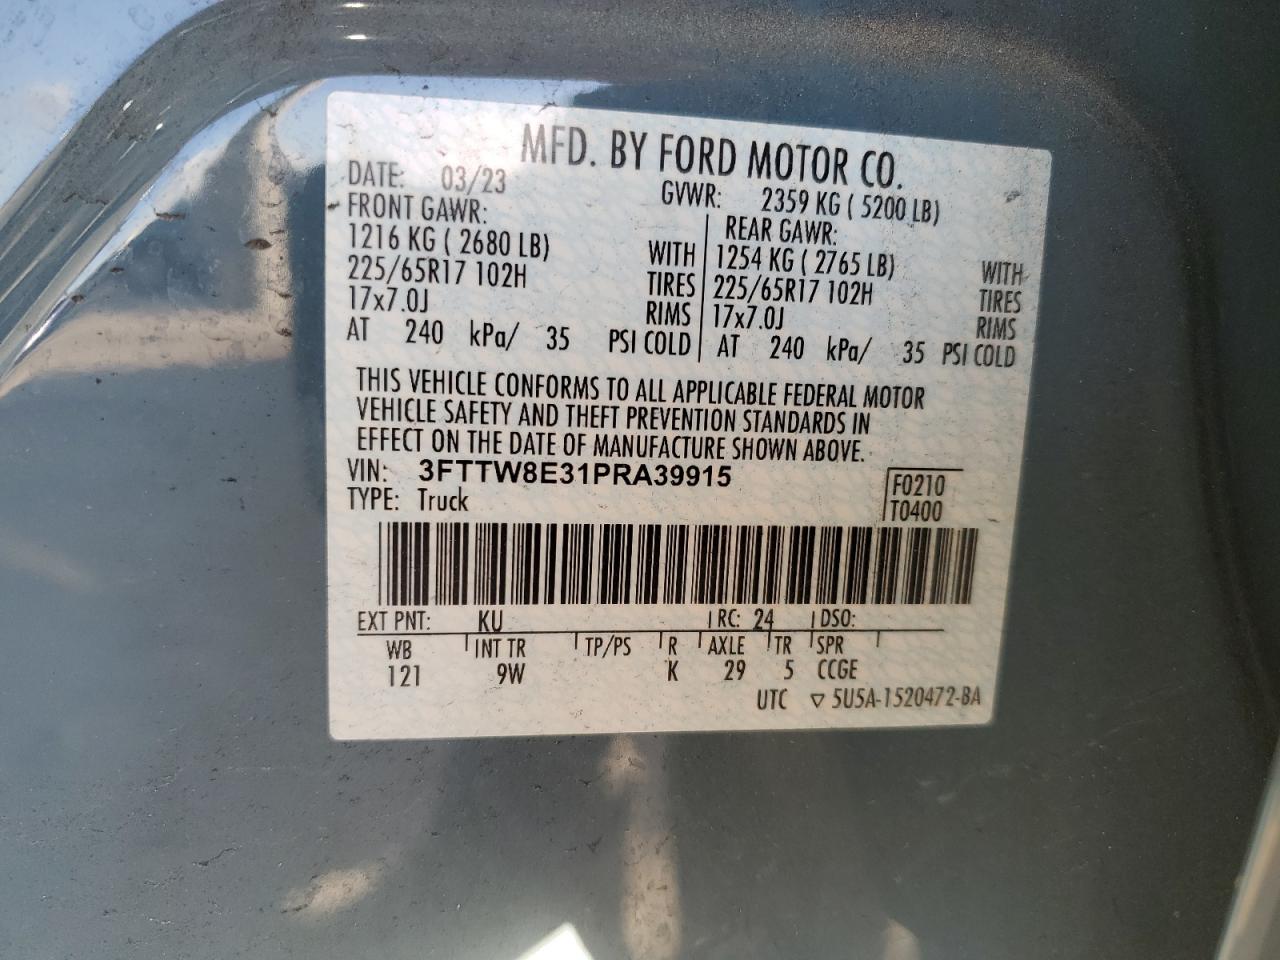 MFD. BY FORD MOTOR CO.
DATE: 03/23 GVWR: 2359 KG ( 5200 LB)
FRONT GAWR: REAR GAWR:
1216 KG ( 2680 LB) WITH 1254 KG ( 2765 LB) WITH
225/65R17 102H TIRES 225/65R17 102H TIRES
17x7.0J RIMS 17x7.0J RIMS
AT 240 kPa/ 35 PSI COLD AT 240 kPa/ 35 PSI COLD
THIS VEHICLE CONFORMS TO ALL APPLICABLE FEDERAL MOTOR
VEHICLE SAFETY AND THEFT PREVENTION STANDARDS IN
EFFECT ON THE DATE OF MANUFACTURE SHOWN ABOVE.
VIN: 3FTTW8E31PRA39915 F0210
TYPE: Truck T0400
EXT PNT: KU RC: 24 DSO:
WB INT TR TP/PS R AXLE TR SPR
121 9W K 29 5 CCGE
UTC ▽ 5U5A-1520472-BA